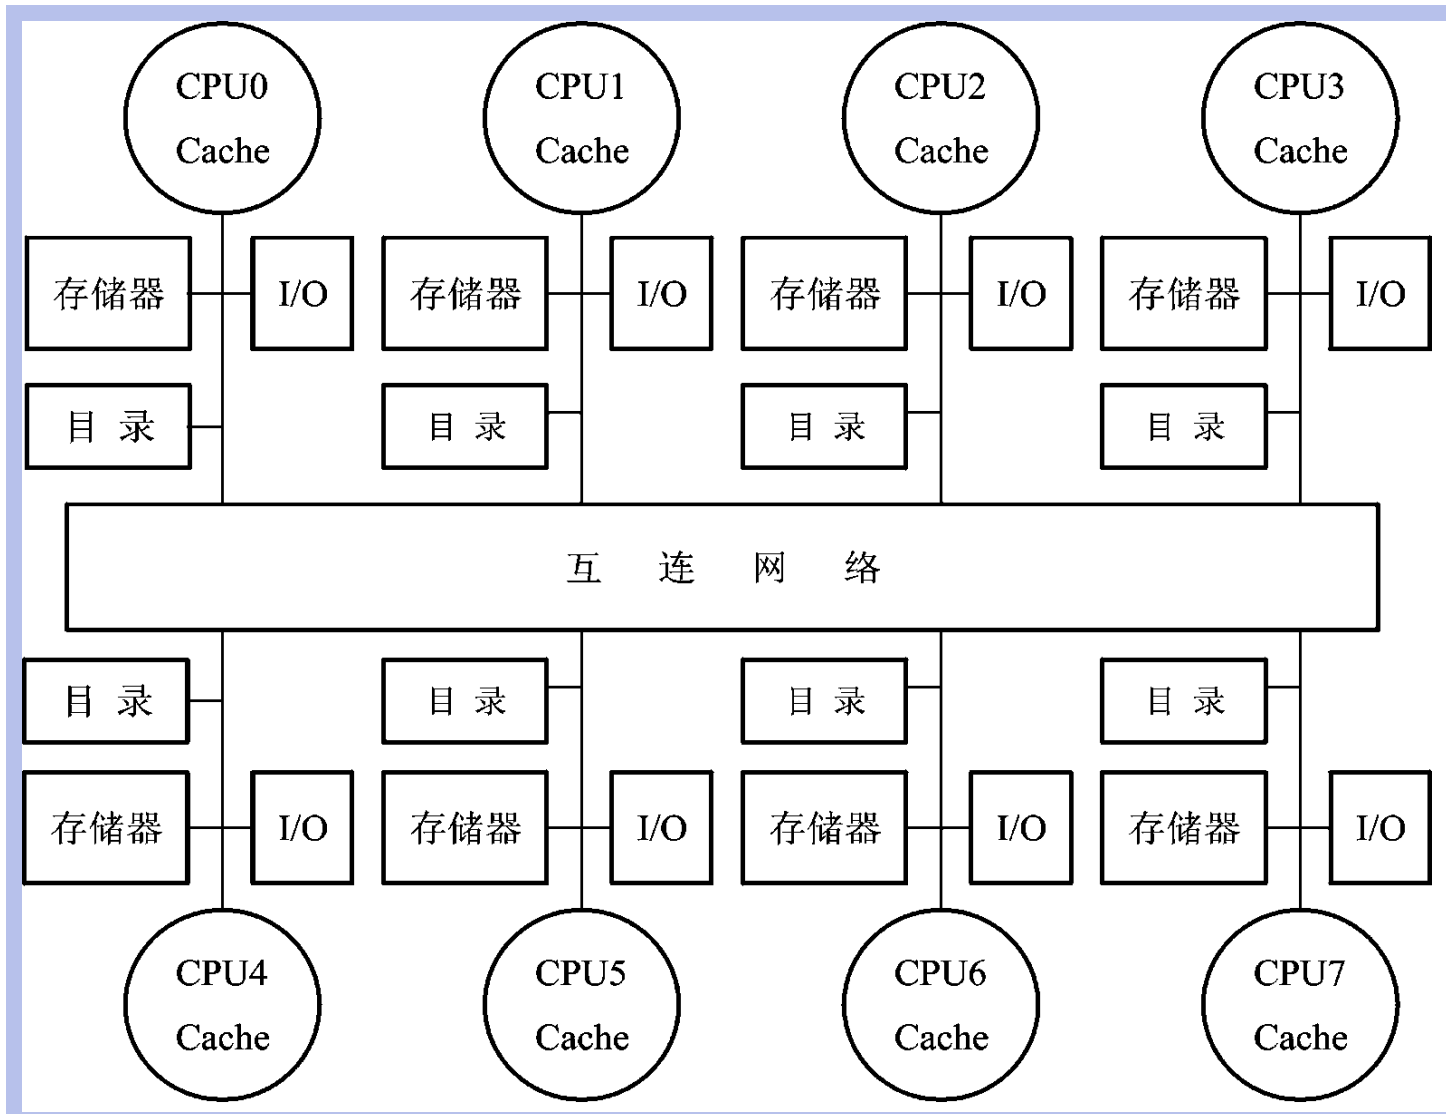 CPU0 CPU1 CPU2 CPU3
Cache Cache Cache Cache
存储器 I/O 存储器 I/O 存储器 I/O 存储器 I/O
目 录 目 录 目 录 目 录
互 连 网 络
目 录 目 录 目 录 目 录
存储器 I/O 存储器 I/O 存储器 I/O 存储器 I/O
CPU4 CPU5 CPU6 CPU7
Cache Cache Cache Cache